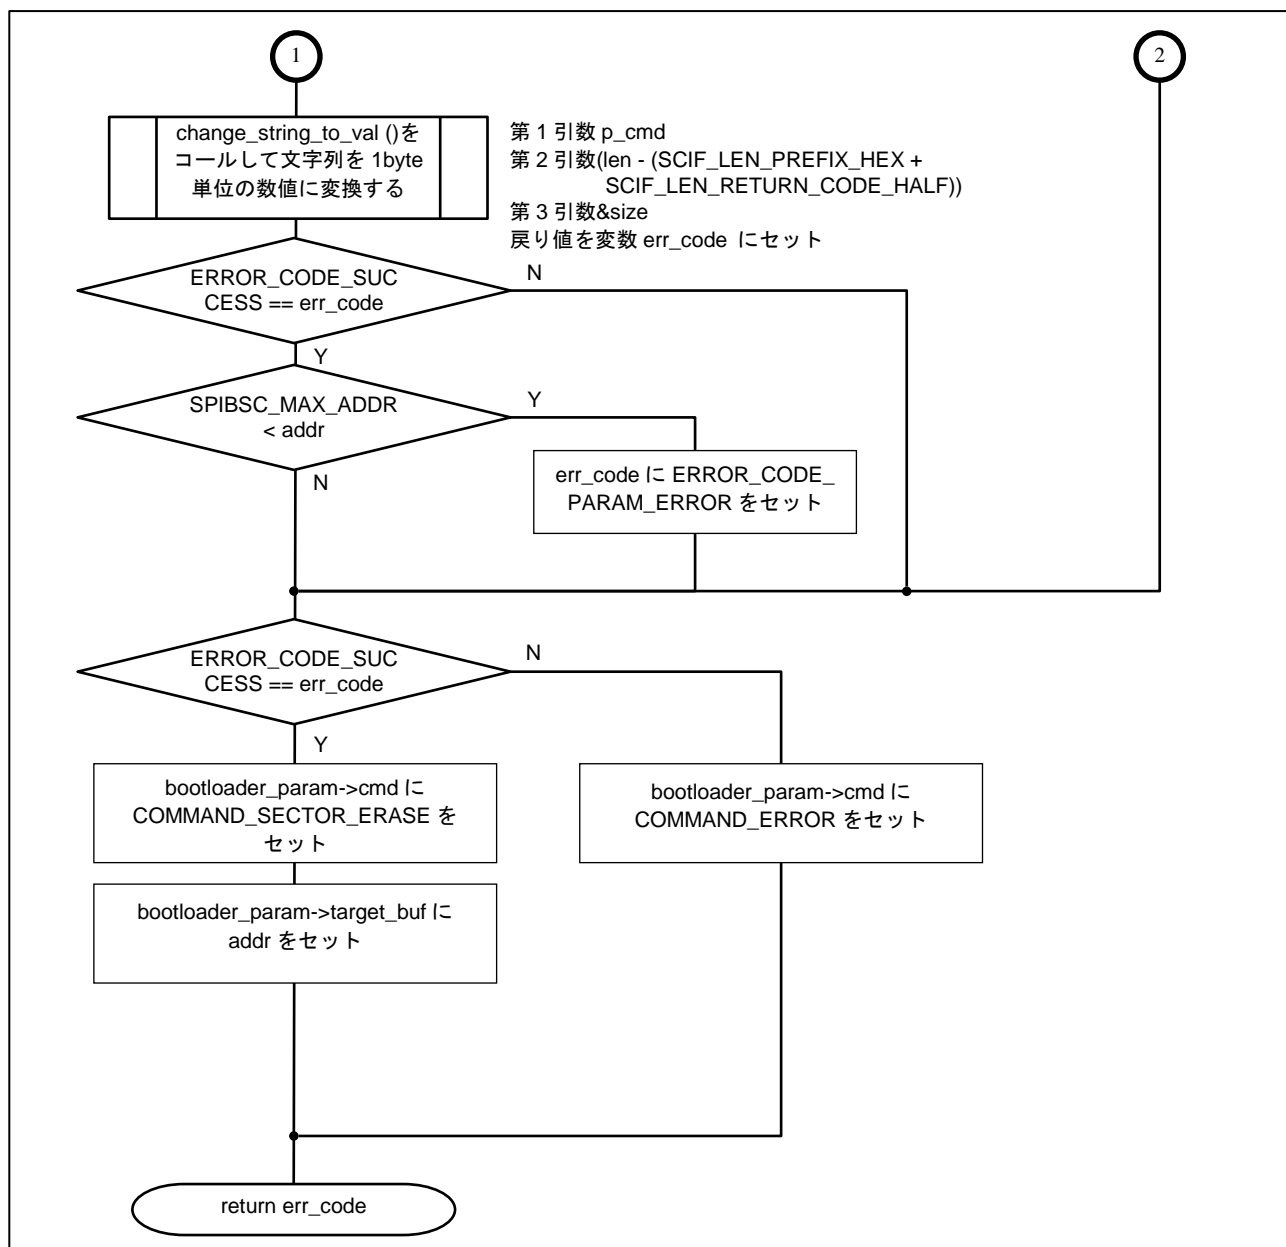 1
2
change_string_to_val ()を
コールして文字列を 1byte
単位の数値に変換する
第 1 引数 p_cmd
第 2 引数(len - (SCIF_LEN_PREFIX_HEX +
SCIF_LEN_RETURN_CODE_HALF))
第 3 引数&size
戻り値を変数 err_code にセット
ERROR_CODE_SUC
CESS == err_code
N
Y
SPIBSC_MAX_ADDR
< addr
Y
N
err_code に ERROR_CODE_
PARAM_ERROR をセット
ERROR_CODE_SUC
CESS == err_code
N
Y
bootloader_param->cmd に
COMMAND_SECTOR_ERASE を
セット
bootloader_param->cmd に
COMMAND_ERROR をセット
bootloader_param->target_buf に
addr をセット
return err_code